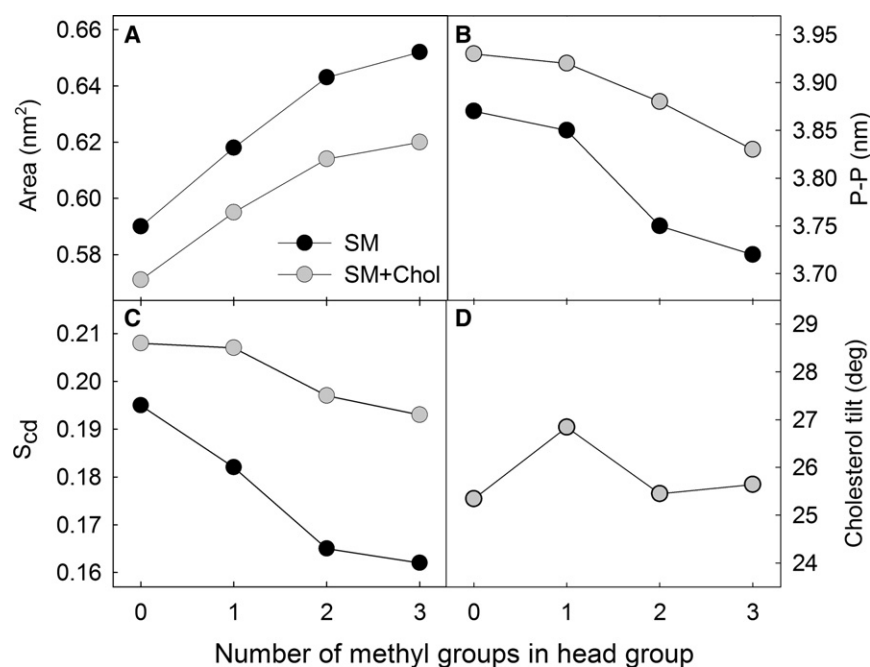 A
B
0.66
0.64
0.62
0.60
0.58
Area (nm²)
SM
SM+Chol
3.95
3.90
3.85
3.80
3.75
3.70
P-P (nm)
C
D
0.21
0.20
0.19
0.18
0.17
0.16
Scd
29
28
27
26
25
24
Cholesterol tilt (deg)
0 1 2 3 0 1 2 3
Number of methyl groups in head group